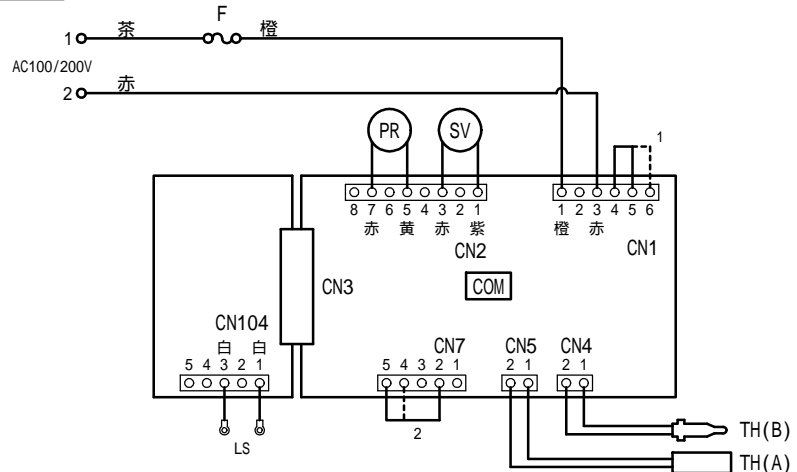 F
1 茶 橙
AC100/200V
2 赤
PR SV
1
8 7 6 5 4 3 2 1
赤 黄 赤 紫
CN2
1 2 3 4 5 6
橙 赤
CN1
CN3
COM
CN104
白 白
5 4 3 2 1
LS
CN7
5 4 3 2 1
2
CN5
2 1
CN4
2 1
TH(B)
TH(A)